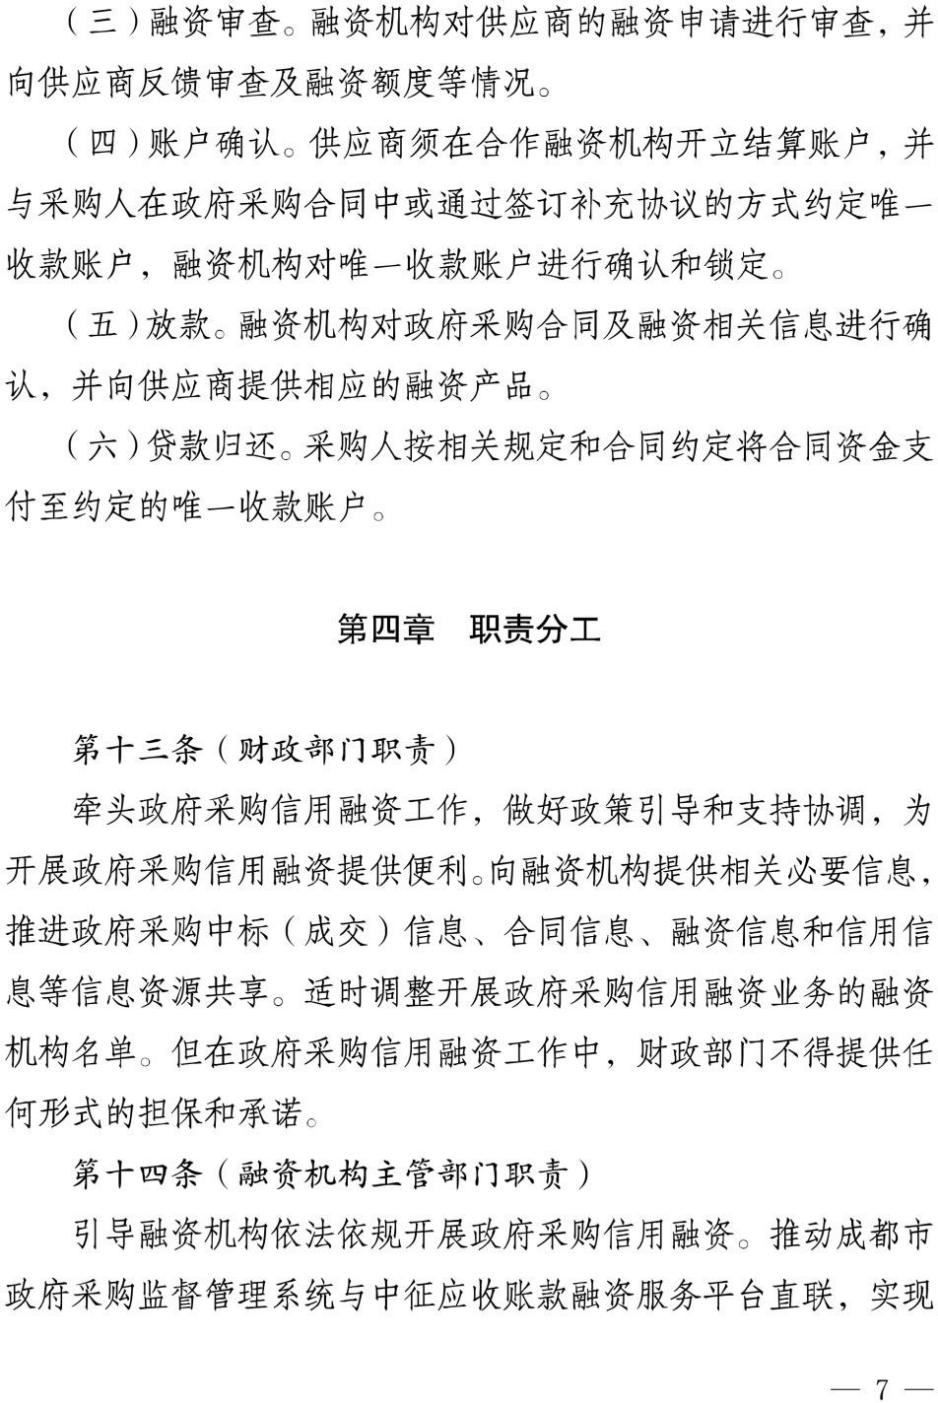 （三）融资审查。融资机构对供应商的融资申请进行审查，并
向供应商反馈审查及融资额度等情况。
（四）账户确认。供应商须在合作融资机构开立结算账户，并
与采购人在政府采购合同中或通过签订补充协议的方式约定唯一
收款账户，融资机构对唯一收款账户进行确认和锁定。
（五）放款。融资机构对政府采购合同及融资相关信息进行确
认，并向供应商提供相应的融资产品。
（六）贷款归还。采购人按相关规定和合同约定将合同资金支
付至约定的唯一收款账户。
第四章　职责分工
第十三条（财政部门职责）
牵头政府采购信用融资工作，做好政策引导和支持协调，为
开展政府采购信用融资提供便利。向融资机构提供相关必要信息，
推进政府采购中标（成交）信息、合同信息、融资信息和信用信
息等信息资源共享。适时调整开展政府采购信用融资业务的融资
机构名单。但在政府采购信用融资工作中，财政部门不得提供任
何形式的担保和承诺。
第十四条（融资机构主管部门职责）
引导融资机构依法依规开展政府采购信用融资。推动成都市
政府采购监督管理系统与中征应收账款融资服务平台直联，实现
— 7 —